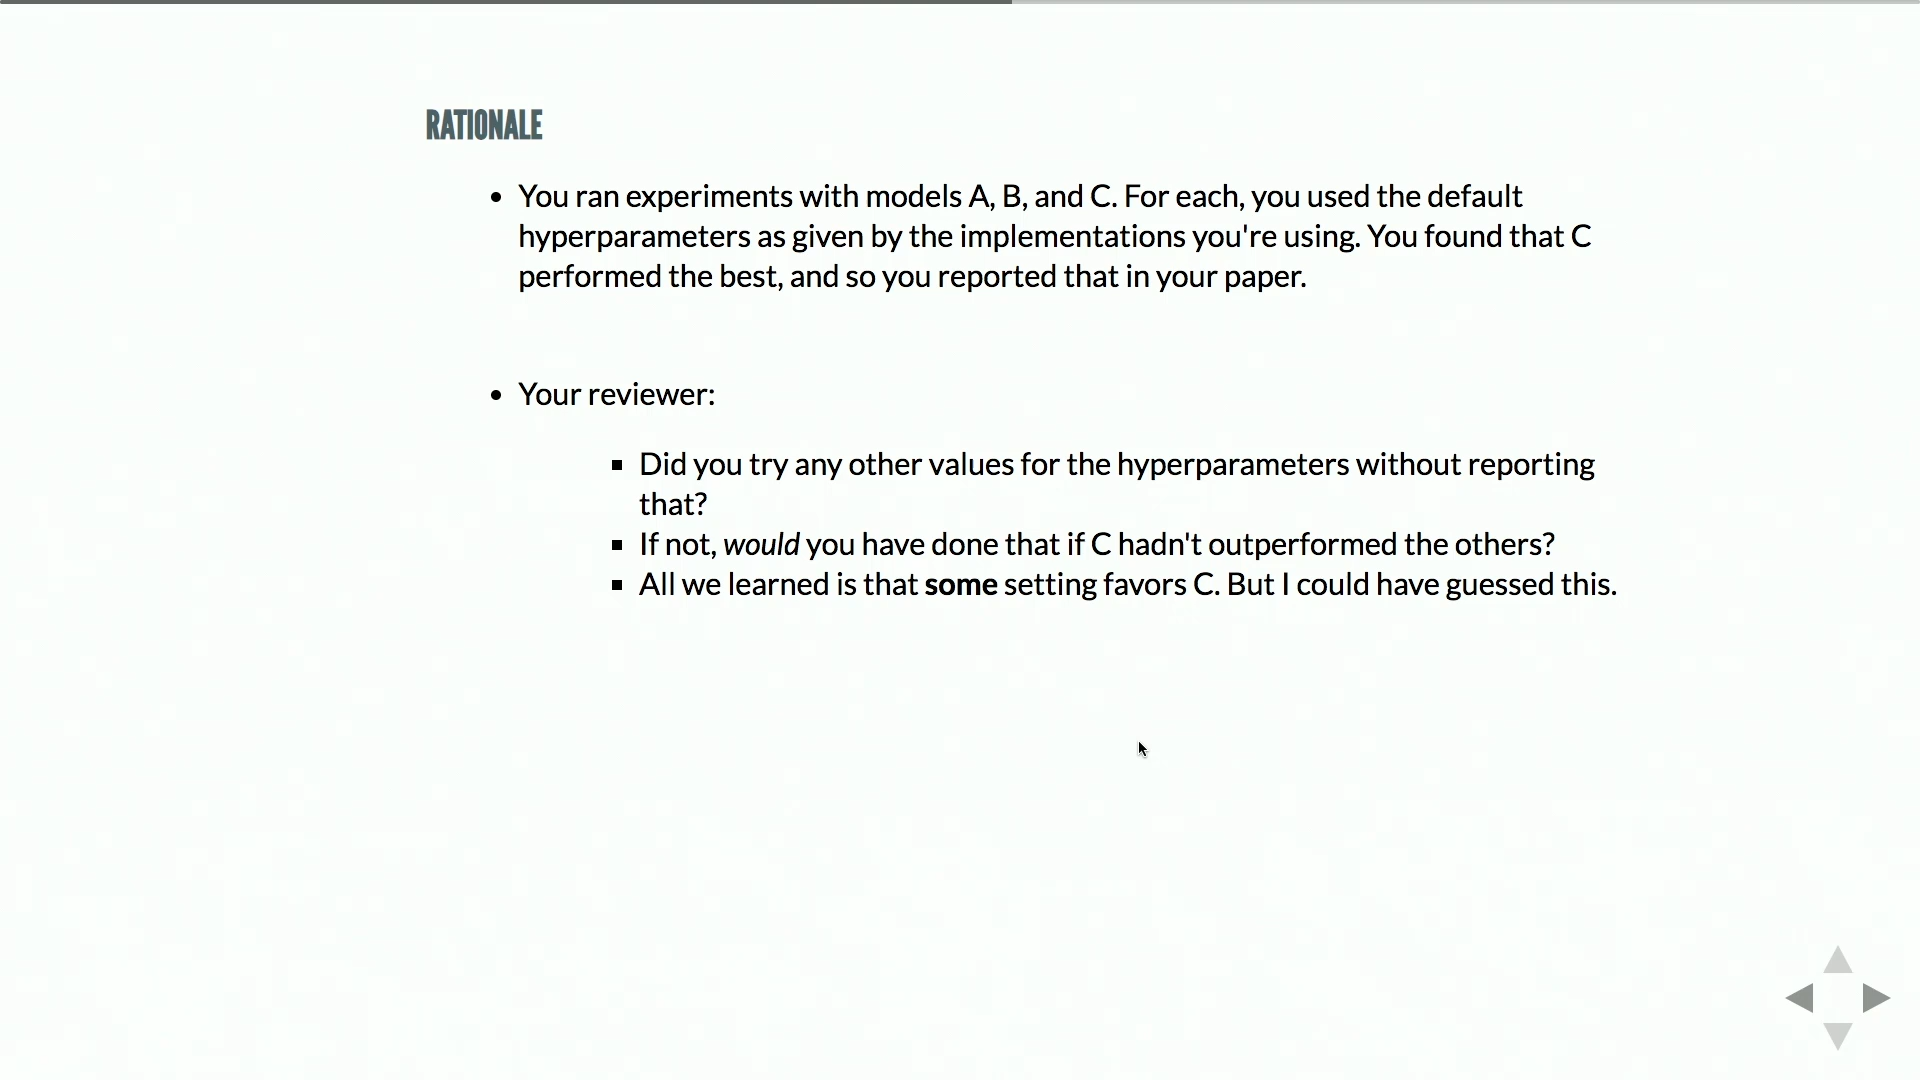 RATIONALE
You ran experiments with models A, B, and C. For each, you used the default
hyperparameters as given by the implementations you're using. You found that C
performed the best, and so you reported that in your paper.
Your reviewer:
Did you try any other values for the hyperparameters without reporting
that?
If not, would you have done that if C hadn't outperformed the others?
All we learned is that some setting favors C. But I could have guessed this.